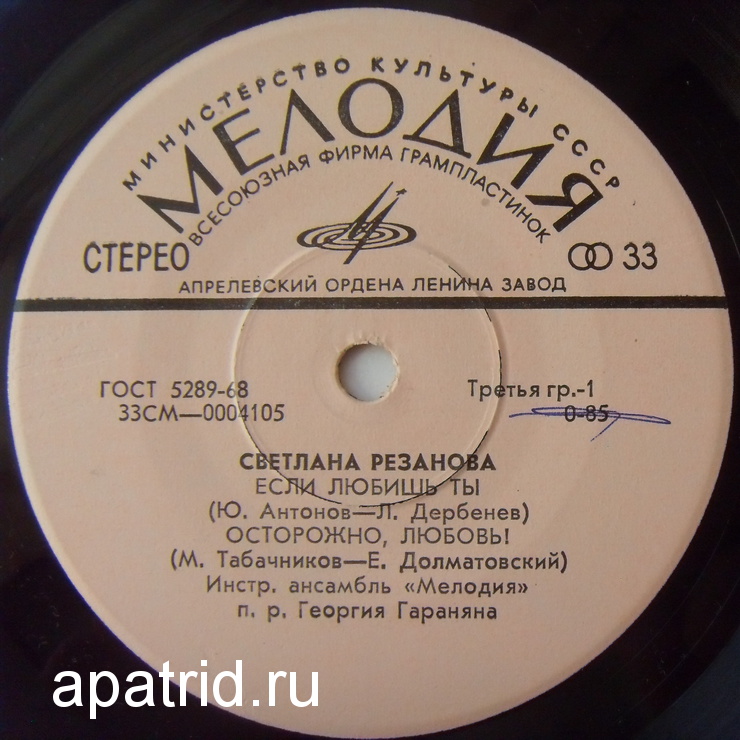 МИНИСТЕРСТВО КУЛЬТУРЫ СССР
МЕЛОДИЯ
ВСЕСОЮЗНАЯ ФИРМА ГРАМПЛАСТИНОК
СТЕРЕО 33
АПРЕЛЕВСКИЙ ОРДЕНА ЛЕНИНА ЗАВОД
ГОСТ 5289-68 Третья гр.-1
33СМ—0004105 0-85
СВЕТЛАНА РЕЗАНОВА
ЕСЛИ ЛЮБИШЬ ТЫ
(Ю. Антонов—Л. Дербенев)
ОСТОРОЖНО, ЛЮБОВЬ!
(М. Табачников—Е. Долматовский)
Инстр. ансамбль «Мелодия»
п. р. Георгия Гараняна
apatrid.ru